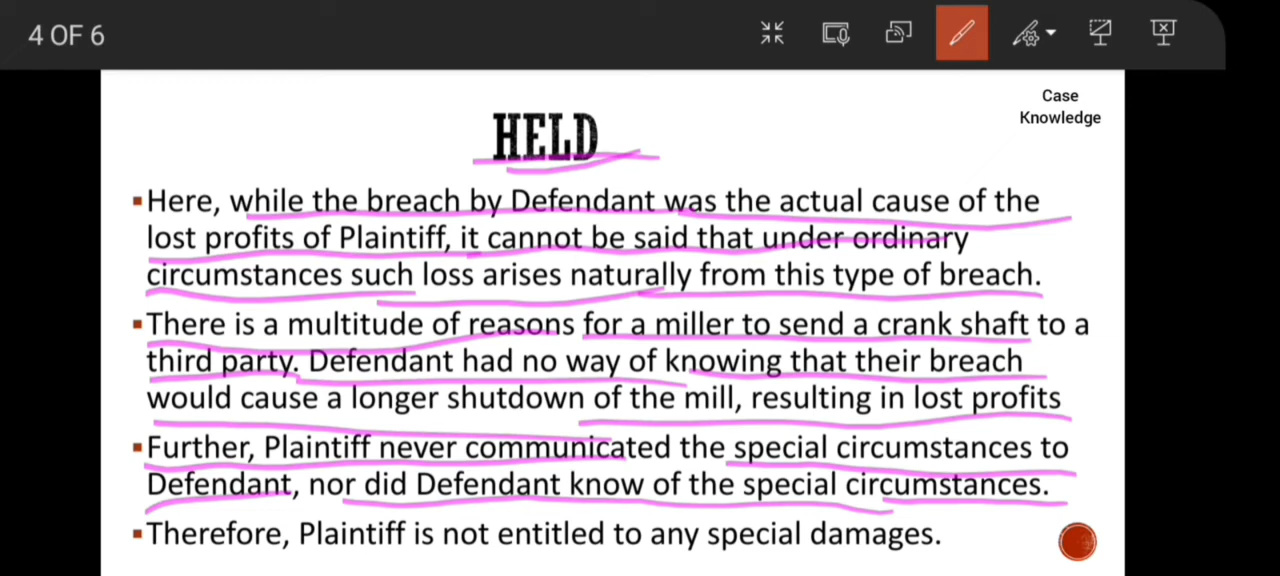 4 OF 6
Case
Knowledge
HELD
▪Here, while the breach by Defendant was the actual cause of the
lost profits of Plaintiff, it cannot be said that under ordinary
circumstances such loss arises naturally from this type of breach.
▪There is a multitude of reasons for a miller to send a crank shaft to a
third party. Defendant had no way of knowing that their breach
would cause a longer shutdown of the mill, resulting in lost profits
▪Further, Plaintiff never communicated the special circumstances to
Defendant, nor did Defendant know of the special circumstances.
▪Therefore, Plaintiff is not entitled to any special damages.